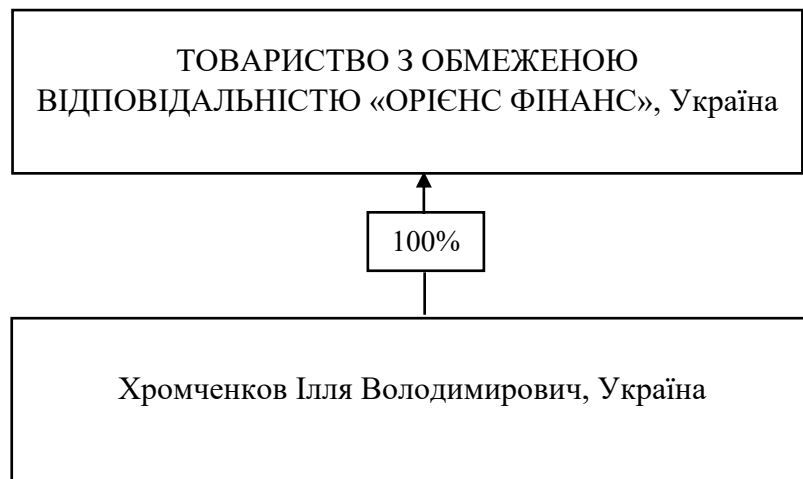 ТОВАРИСТВО З ОБМЕЖЕНОЮ
ВІДПОВІДАЛЬНІСТЮ «ОРІЄНС ФІНАНС», Україна
100%
Хромченков Ілля Володимирович, Україна